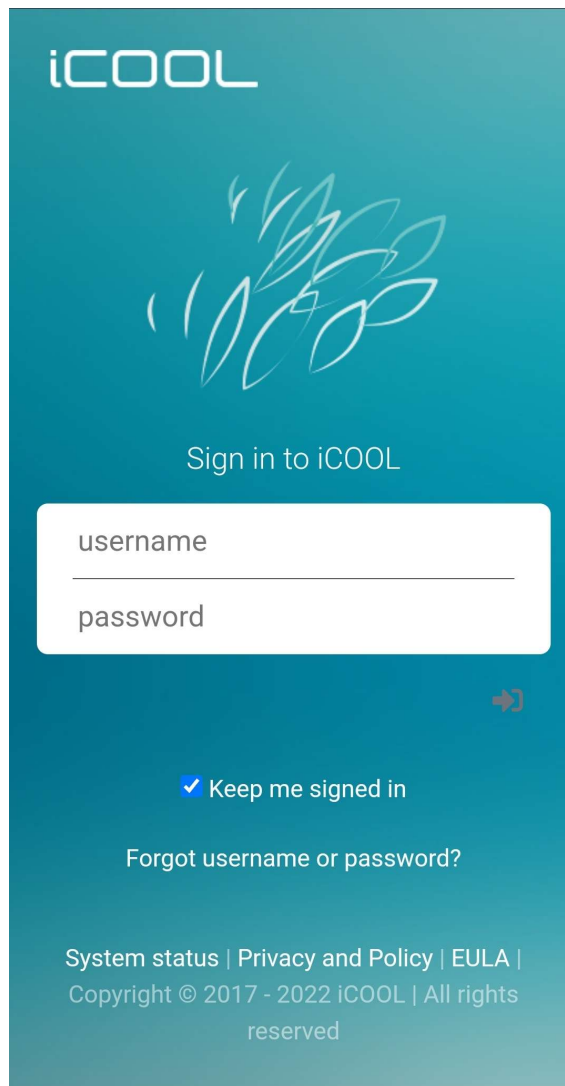 iCOOL
Sign in to iCOOL
username
password
Keep me signed in
Forgot username or password?
System status | Privacy and Policy | EULA |
Copyright © 2017 - 2022 iCOOL | All rights
reserved